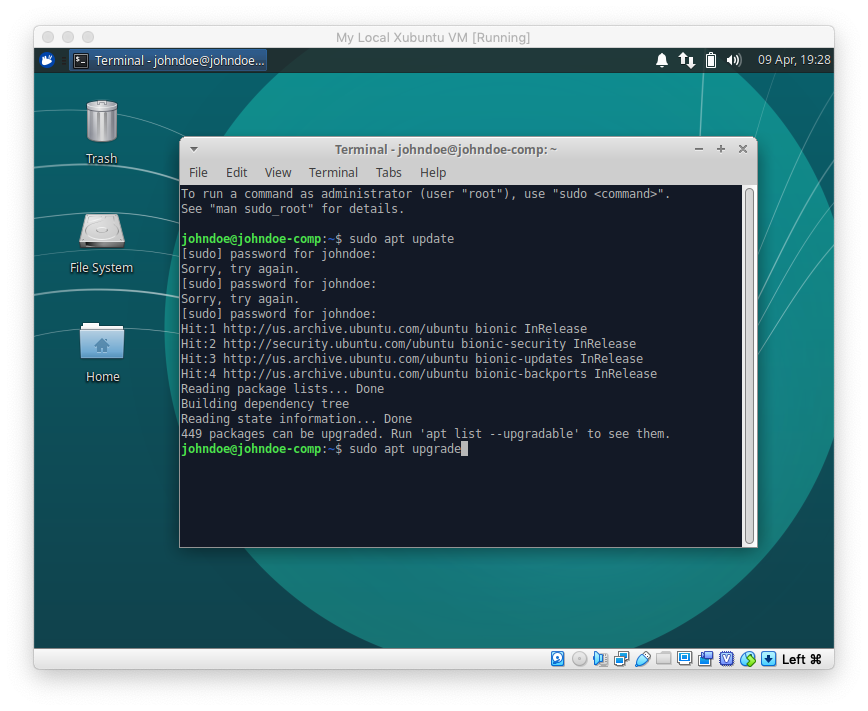 My Local Xubuntu VM [Running]
Terminal - johndoe@johndoe...
09 Apr, 19:28
Trash
File System
Home
Terminal - johndoe@johndoe-comp: ~
File Edit View Terminal Tabs Help
To run a command as administrator (user "root"), use "sudo <command>".
See "man sudo_root" for details.
johndoe@johndoe-comp:~$ sudo apt update
[sudo] password for johndoe:
Sorry, try again.
[sudo] password for johndoe:
Sorry, try again.
[sudo] password for johndoe:
Hit:1 http://us.archive.ubuntu.com/ubuntu bionic InRelease
Hit:2 http://security.ubuntu.com/ubuntu bionic-security InRelease
Hit:3 http://us.archive.ubuntu.com/ubuntu bionic-updates InRelease
Hit:4 http://us.archive.ubuntu.com/ubuntu bionic-backports InRelease
Reading package lists... Done
Building dependency tree
Reading state information... Done
449 packages can be upgraded. Run 'apt list --upgradable' to see them.
johndoe@johndoe-comp:~$ sudo apt upgrade
Left ⌘